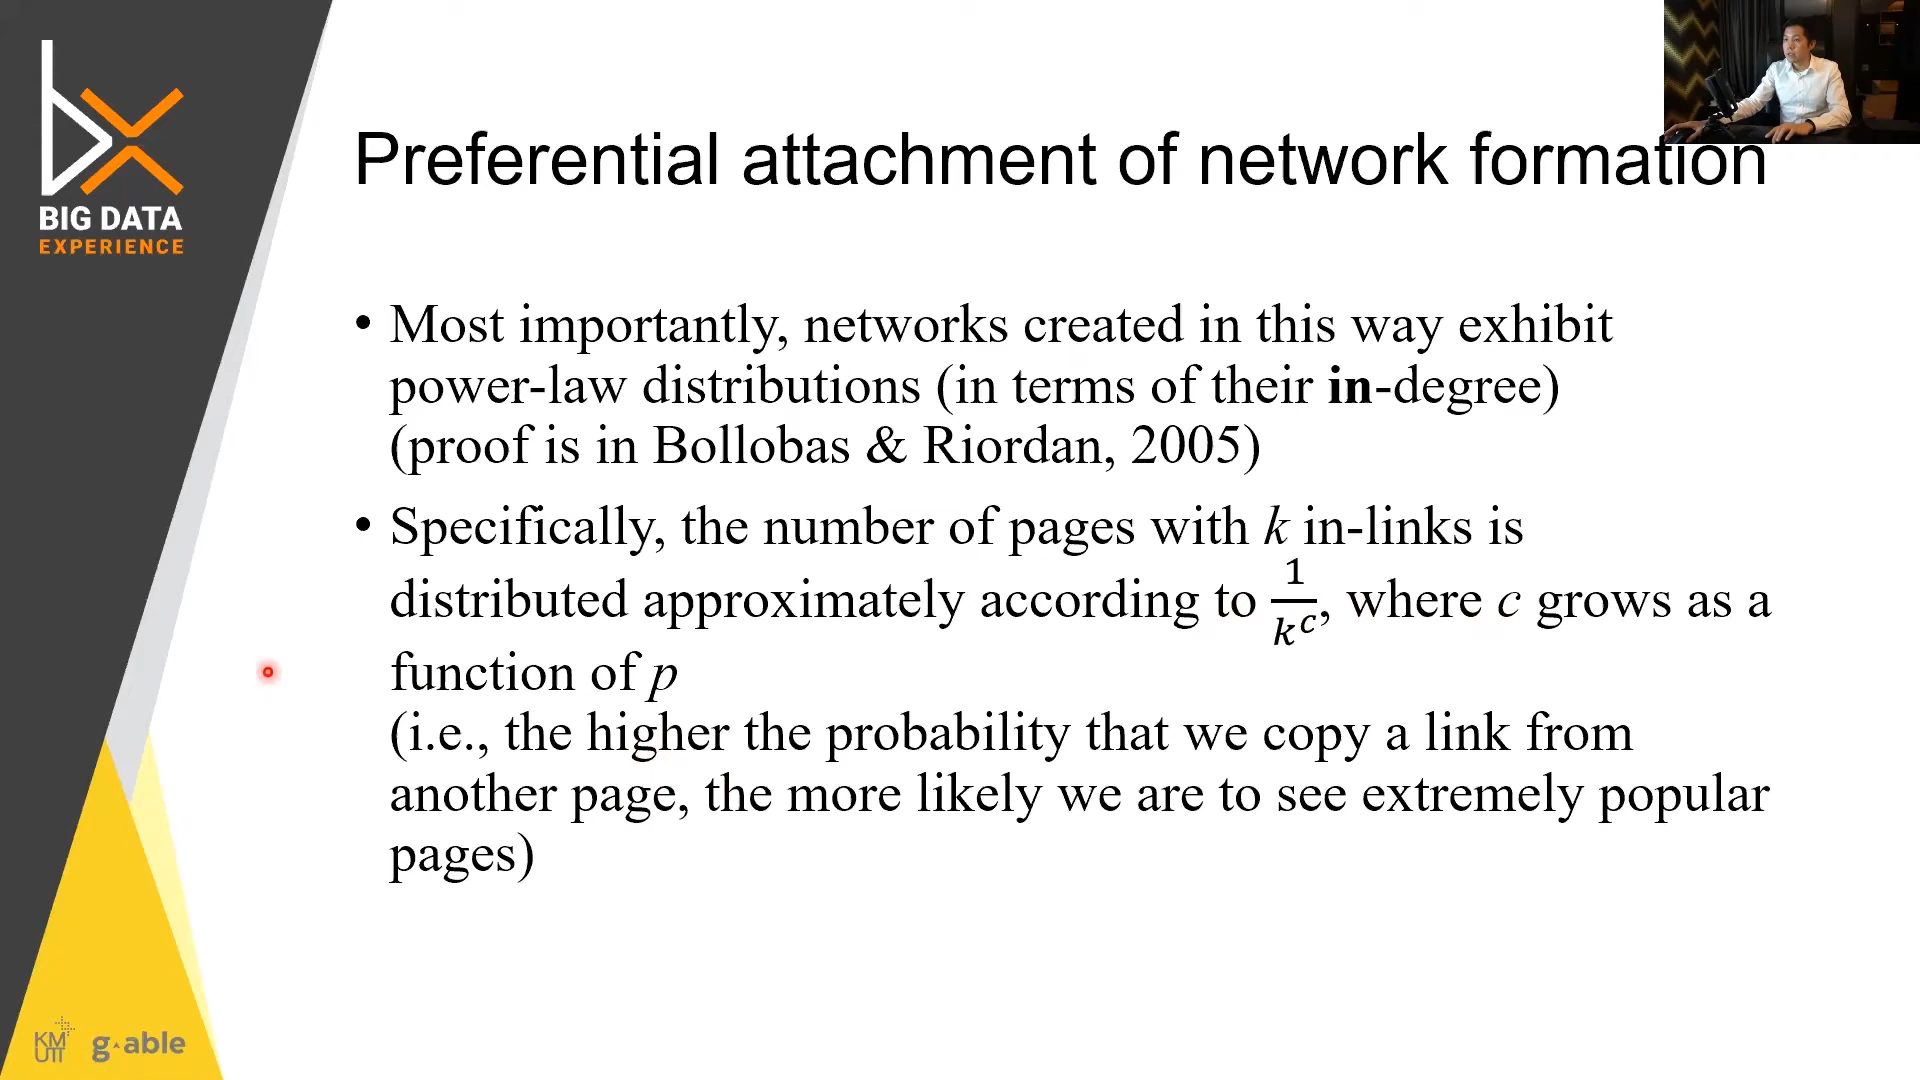 BIG DATA
EXPERIENCE
Preferential attachment of network formation
• Most importantly, networks created in this way exhibit
power-law distributions (in terms of their in-degree)
(proof is in Bollobas & Riordan, 2005)
• Specifically, the number of pages with k in-links is
distributed approximately according to 1/k^c, where c grows as a
function of p
(i.e., the higher the probability that we copy a link from
another page, the more likely we are to see extremely popular
pages)
KM
UTT
g-able